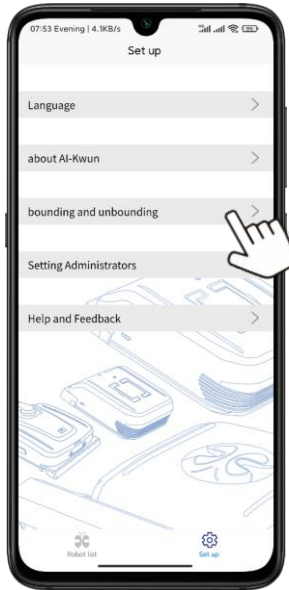 07:53 Evening | 4.1KB/s
Set up
Language
about AI-Kwun
bounding and unbounding
Setting Administrators
Help and Feedback
Robot list
Set up